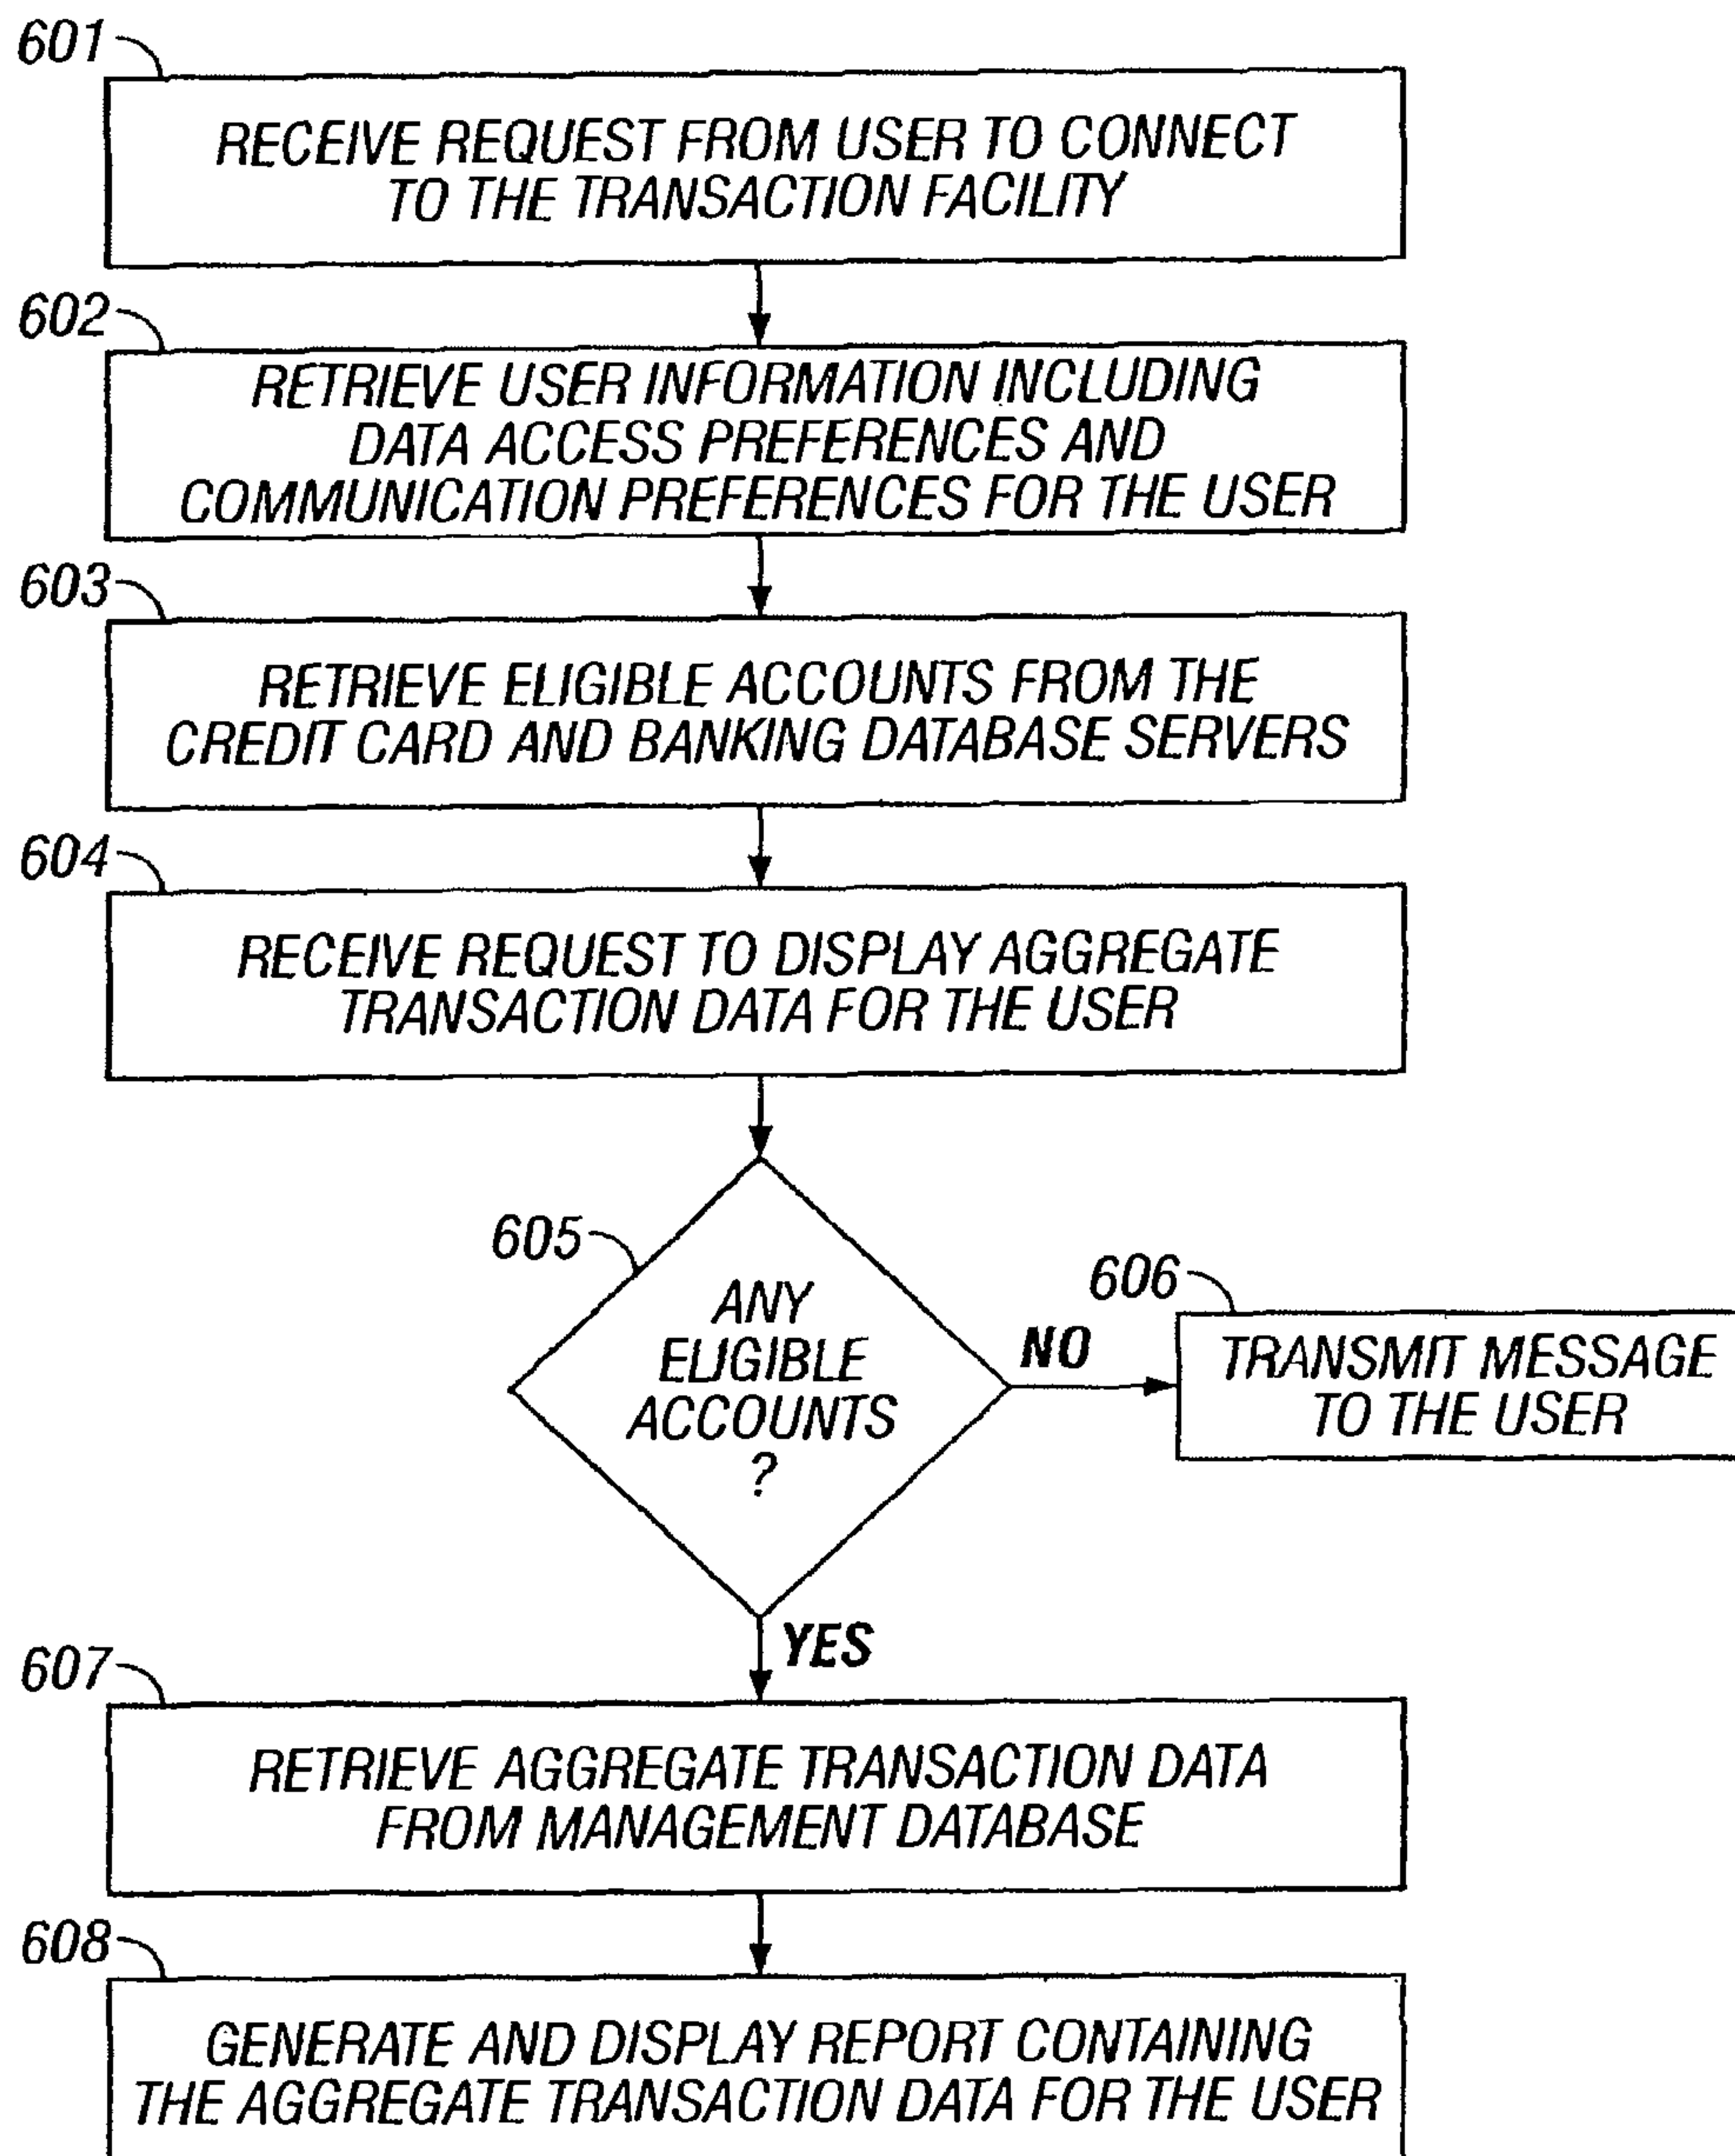 601
RECEIVE REQUEST FROM USER TO CONNECT
TO THE TRANSACTION FACILITY
602
RETRIEVE USER INFORMATION INCLUDING
DATA ACCESS PREFERENCES AND
COMMUNICATION PREFERENCES FOR THE USER
603
RETRIEVE ELIGIBLE ACCOUNTS FROM THE
CREDIT CARD AND BANKING DATABASE SERVERS
604
RECEIVE REQUEST TO DISPLAY AGGREGATE
TRANSACTION DATA FOR THE USER
605
ANY
ELIGIBLE
ACCOUNTS
?
NO
606
TRANSMIT MESSAGE
TO THE USER
YES
607
RETRIEVE AGGREGATE TRANSACTION DATA
FROM MANAGEMENT DATABASE
608
GENERATE AND DISPLAY REPORT CONTAINING
THE AGGREGATE TRANSACTION DATA FOR THE USER